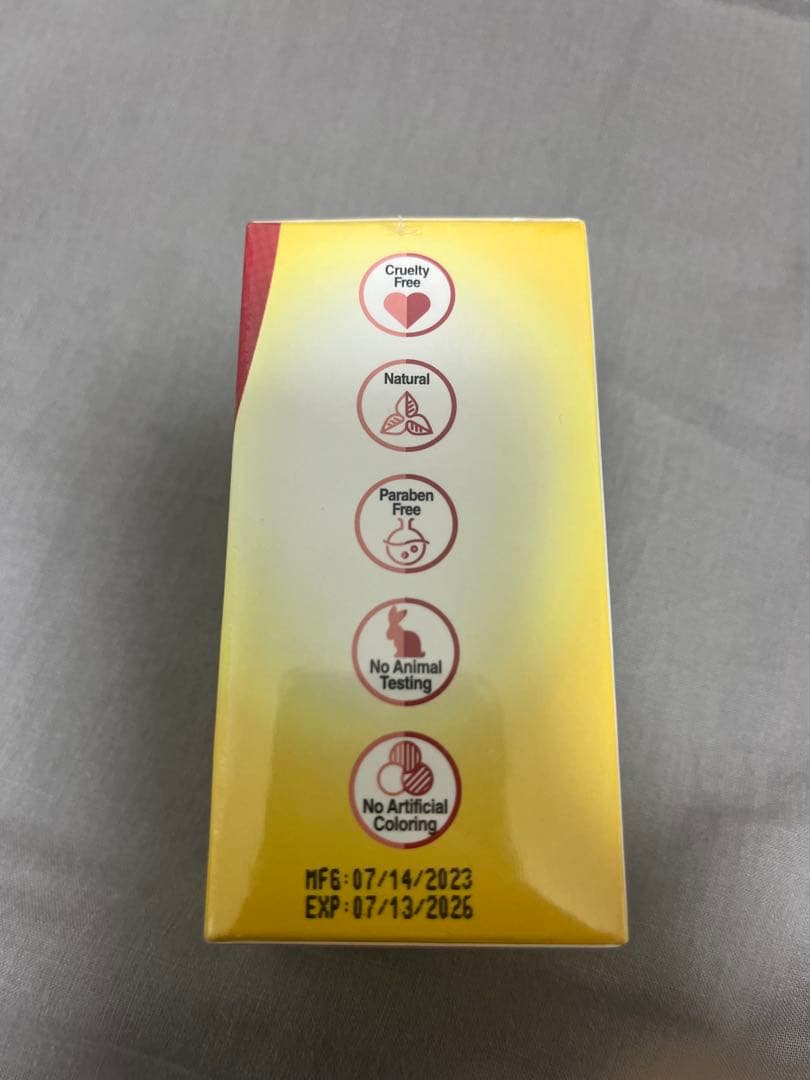 Cruelty
Free
Natural
Paraben
Free
No Animal
Testing
No Artificial
Coloring
MFG:07/14/2023
EXP:07/13/2026